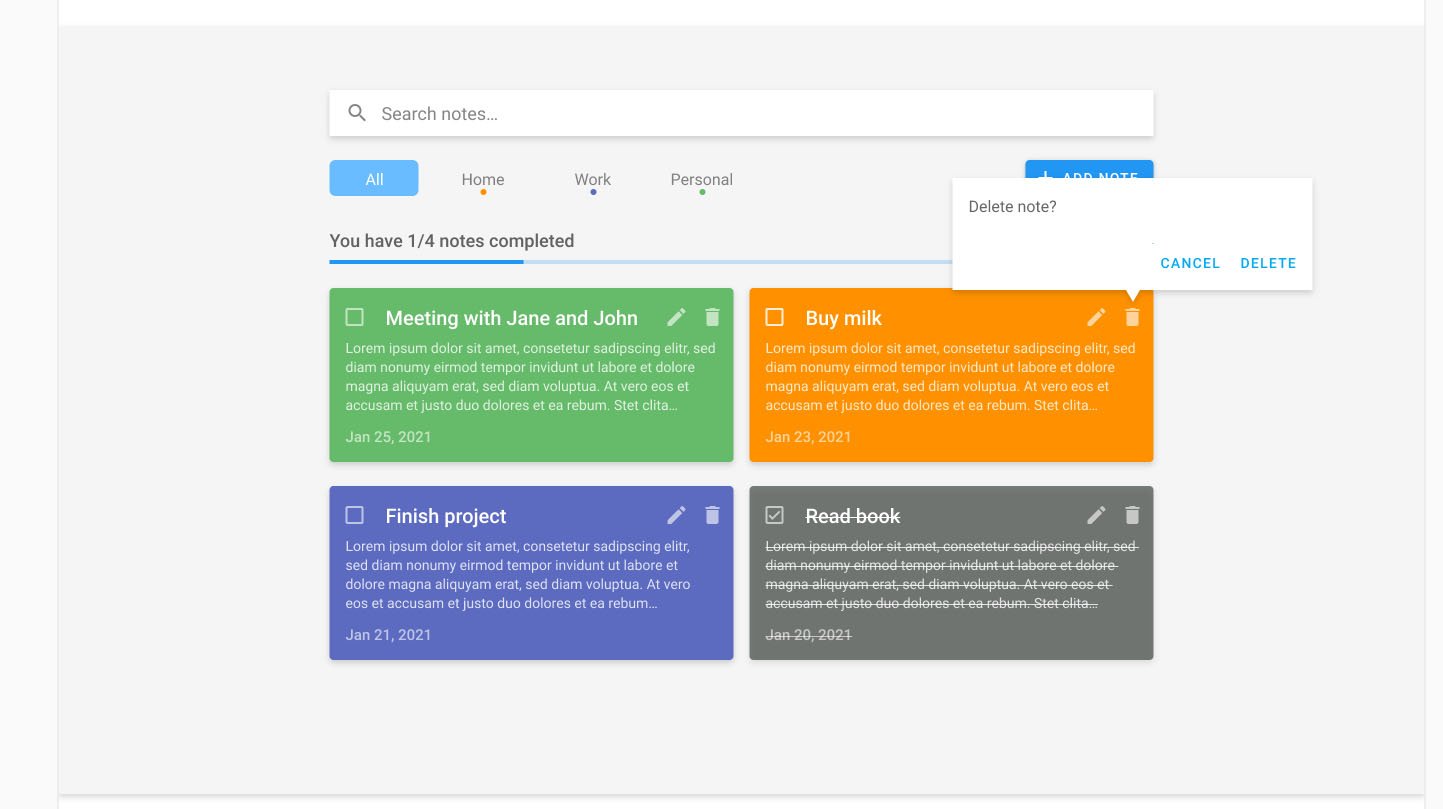 Search notes...
All
Home
Work
Personal
ADD NOTE
Delete note?
CANCEL
DELETE
You have 1/4 notes completed
Meeting with Jane and John
Lorem ipsum dolor sit amet, consetetur sadipscing elitr, sed
diam nonumy eirmod tempor invidunt ut labore et dolore
magna aliquyam erat, sed diam voluptua. At vero eos et
accusam et justo duo dolores et ea rebum. Stet clita...
Jan 25, 2021
Buy milk
Lorem ipsum dolor sit amet, consetetur sadipscing elitr, sed
diam nonumy eirmod tempor invidunt ut labore et dolore
magna aliquyam erat, sed diam voluptua. At vero eos et
accusam et justo duo dolores et ea rebum. Stet clita...
Jan 23, 2021
Finish project
Lorem ipsum dolor sit amet, consetetur sadipscing elitr,
sed diam nonumy eirmod tempor invidunt ut labore et
dolore magna aliquyam erat, sed diam voluptua. At vero
eos et accusam et justo duo dolores et ea rebum...
Jan 21, 2021
Read book
Lorem ipsum dolor sit amet, consetetur sadipscing elitr, sed
diam nonumy eirmod tempor invidunt ut labore et dolore
magna aliquyam erat, sed diam voluptua. At vero eos et
accusam et justo duo dolores et ea rebum. Stet clita...
Jan 20, 2021